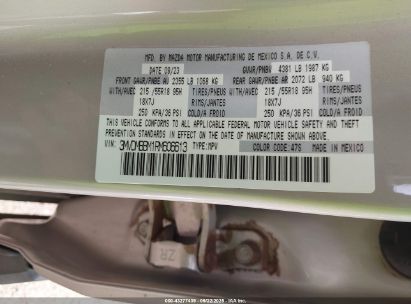 MFD. BY MAZDA MOTOR MANUFACTURING DE MEXICO S.A. DE C.V.
DATE 09/23 GVWR/PNBV 4381 LB 1987 KG
FRONT GAWR/PNBE AV 2355 LB 1068 KG REAR GAWR/PNBE AR 2072 LB 940 KG
WITH/AVEC 215/55R18 95H TIRES/PNEUS WITH/AVEC 215/55R18 95H TIRES/PNEUS
18X7J RIMS/JANTES 18X7J RIMS/JANTES
250 KPA/36 PSI COLD/A FROID 250 KPA/36 PSI COLD/A FROID
THIS VEHICLE CONFORMS TO ALL APPLICABLE FEDERAL MOTOR VEHICLE SAFETY, BUMPER, AND
THEFT PREVENTION STANDARDS IN EFFECT ON THE DATE OF MANUFACTURE SHOWN ABOVE.
VIN: TYPE: MPV COLOR CODE 47S MADE IN MEXICO
ZR